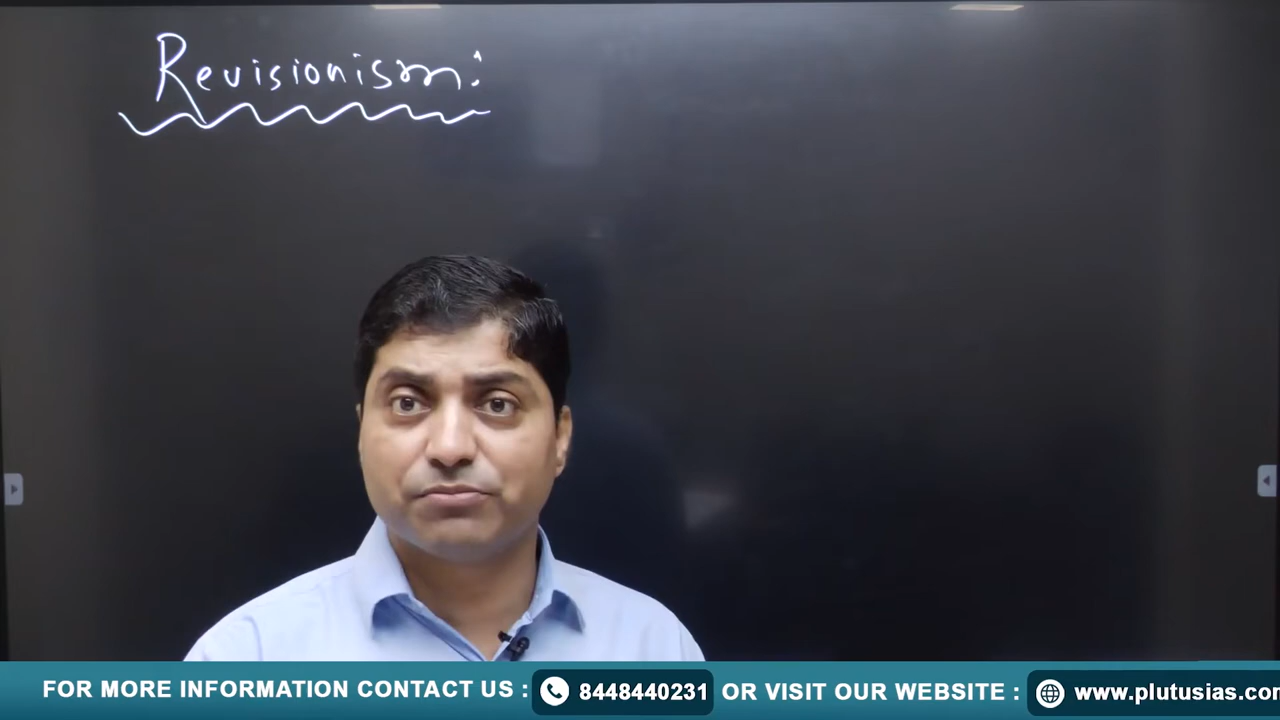 Revisionism:
FOR MORE INFORMATION CONTACT US : 8448440231 OR VISIT OUR WEBSITE : www.plutusias.com